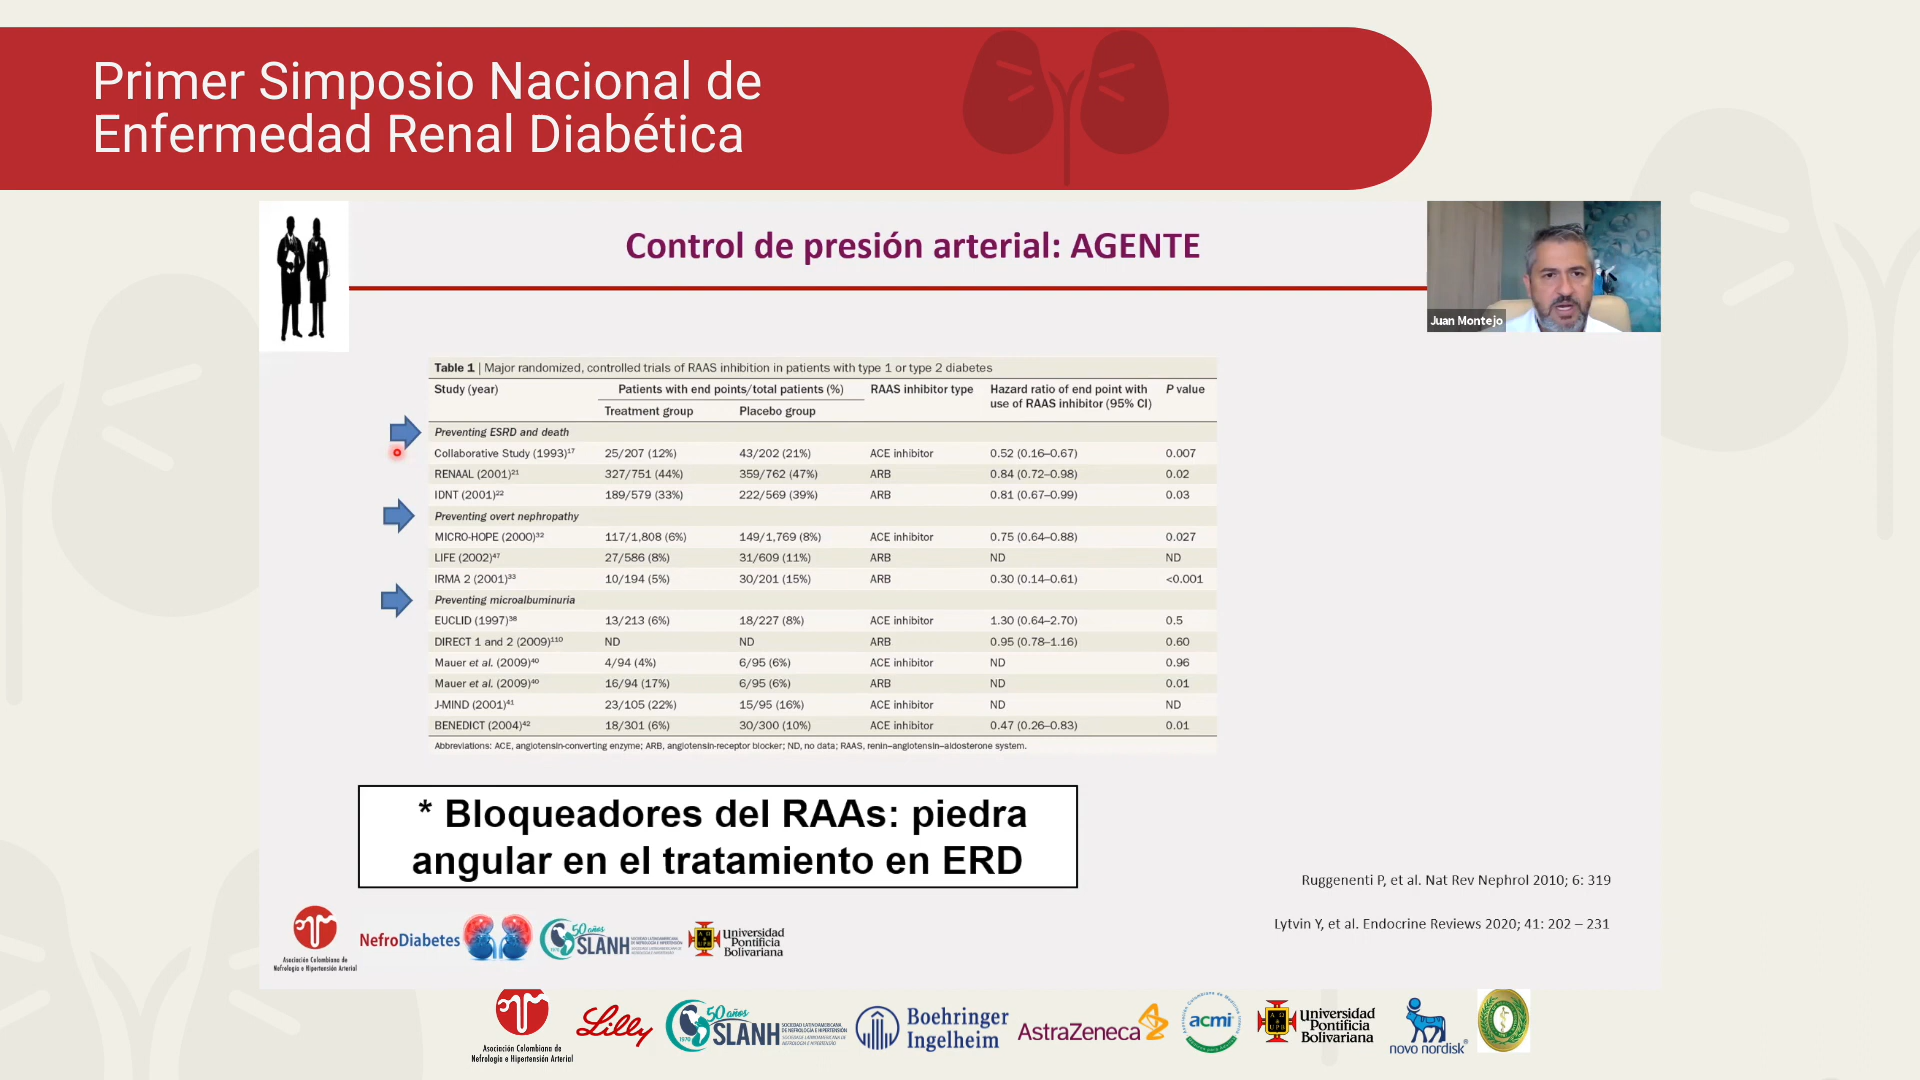 Primer Simposio Nacional de
Enfermedad Renal Diabética
Control de presión arterial: AGENTE
Juan Montejo
Table 1 | Major randomized, controlled trials of RAAS inhibition in patients with type 1 or type 2 diabetes
Study (year) Patients with end points/total patients (%) RAAS inhibitor type Hazard ratio of end point with use of RAAS inhibitor (95% CI) P value
Treatment group Placebo group
Preventing ESRD and death
Collaborative Study (1993)¹⁷ 25/207 (12%) 43/202 (21%) ACE inhibitor 0.52 (0.16–0.67) 0.007
RENAAL (2001)²¹ 327/751 (44%) 359/762 (47%) ARB 0.84 (0.72–0.98) 0.02
IDNT (2001)²² 189/579 (33%) 222/569 (39%) ARB 0.81 (0.67–0.99) 0.03
Preventing overt nephropathy
MICRO-HOPE (2000)³² 117/1,808 (6%) 149/1,769 (8%) ACE inhibitor 0.75 (0.64–0.88) 0.027
LIFE (2002)⁴⁷ 27/586 (8%) 31/609 (11%) ARB ND ND
IRMA 2 (2001)³³ 10/194 (5%) 30/201 (15%) ARB 0.30 (0.14–0.61) <0.001
Preventing microalbuminuria
EUCLID (1997)³⁸ 13/213 (6%) 18/227 (8%) ACE inhibitor 1.30 (0.64–2.70) 0.5
DIRECT 1 and 2 (2009)¹¹⁰ ND ND ARB 0.95 (0.78–1.16) 0.60
Mauer et al. (2009)⁴⁰ 4/94 (4%) 6/95 (6%) ACE inhibitor ND 0.96
Mauer et al. (2009)⁴⁰ 16/94 (17%) 6/95 (6%) ARB ND 0.01
J-MIND (2001)⁴¹ 23/105 (22%) 15/95 (16%) ACE inhibitor ND ND
BENEDICT (2004)⁴² 18/301 (6%) 30/300 (10%) ACE inhibitor 0.47 (0.26–0.83) 0.01
Abbreviations: ACE, angiotensin-converting enzyme; ARB, angiotensin-receptor blocker; ND, no data; RAAS, renin–angiotensin–aldosterone system.
* Bloqueadores del RAAs: piedra
angular en el tratamiento en ERD
Ruggenenti P, et al. Nat Rev Nephrol 2010; 6: 319
Lytvin Y, et al. Endocrine Reviews 2020; 41: 202 – 231
Asociación Colombiana de
Nefrología e Hipertensión Arterial
NefroDiabetes
50 años
SLANH
Universidad
Pontificia
Bolivariana
Asociación Colombiana de
Nefrología e Hipertensión Arterial
Lilly
50 años
SLANH
SOCIEDAD LATINOAMERICANA
DE NEFROLOGÍA E HIPERTENSIÓN
Boehringer
Ingelheim
AstraZeneca
acmi
Universidad
Pontificia
Bolivariana
novo nordisk®